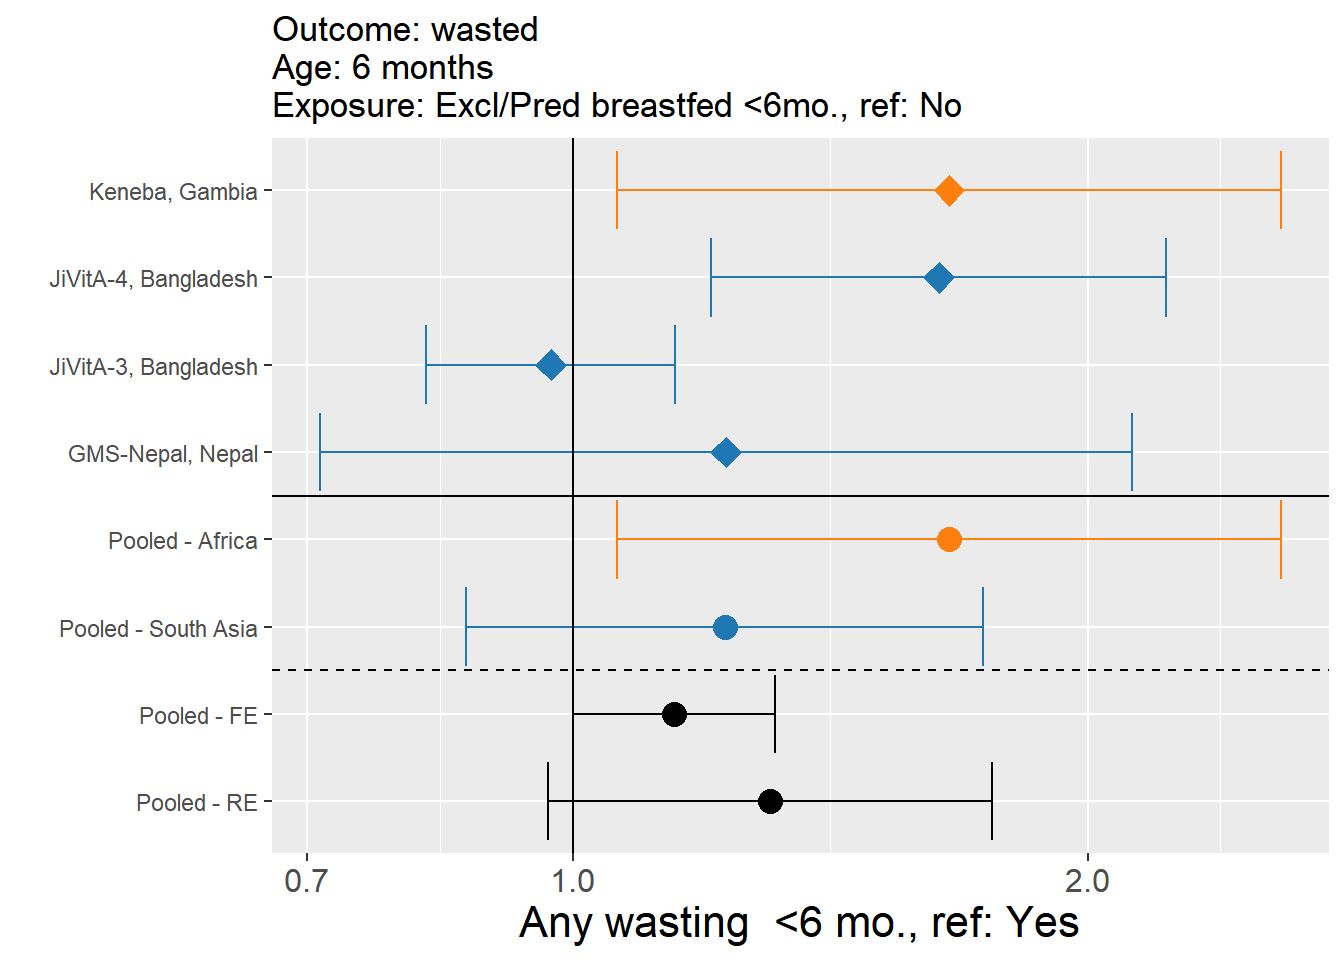 Outcome: wasted
Age: 6 months
Exposure: Excl/Pred breastfed <6mo., ref: No
Keneba, Gambia
JiVitA-4, Bangladesh
JiVitA-3, Bangladesh
GMS-Nepal, Nepal
Pooled - Africa
Pooled - South Asia
Pooled - FE
Pooled - RE
0.7 1.0 2.0
Any wasting  <6 mo., ref: Yes